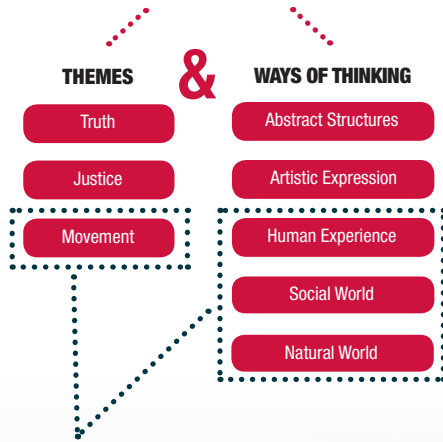 THEMES & WAYS OF THINKING
Truth
Justice
Movement
Abstract Structures
Artistic Expression
Human Experience
Social World
Natural World